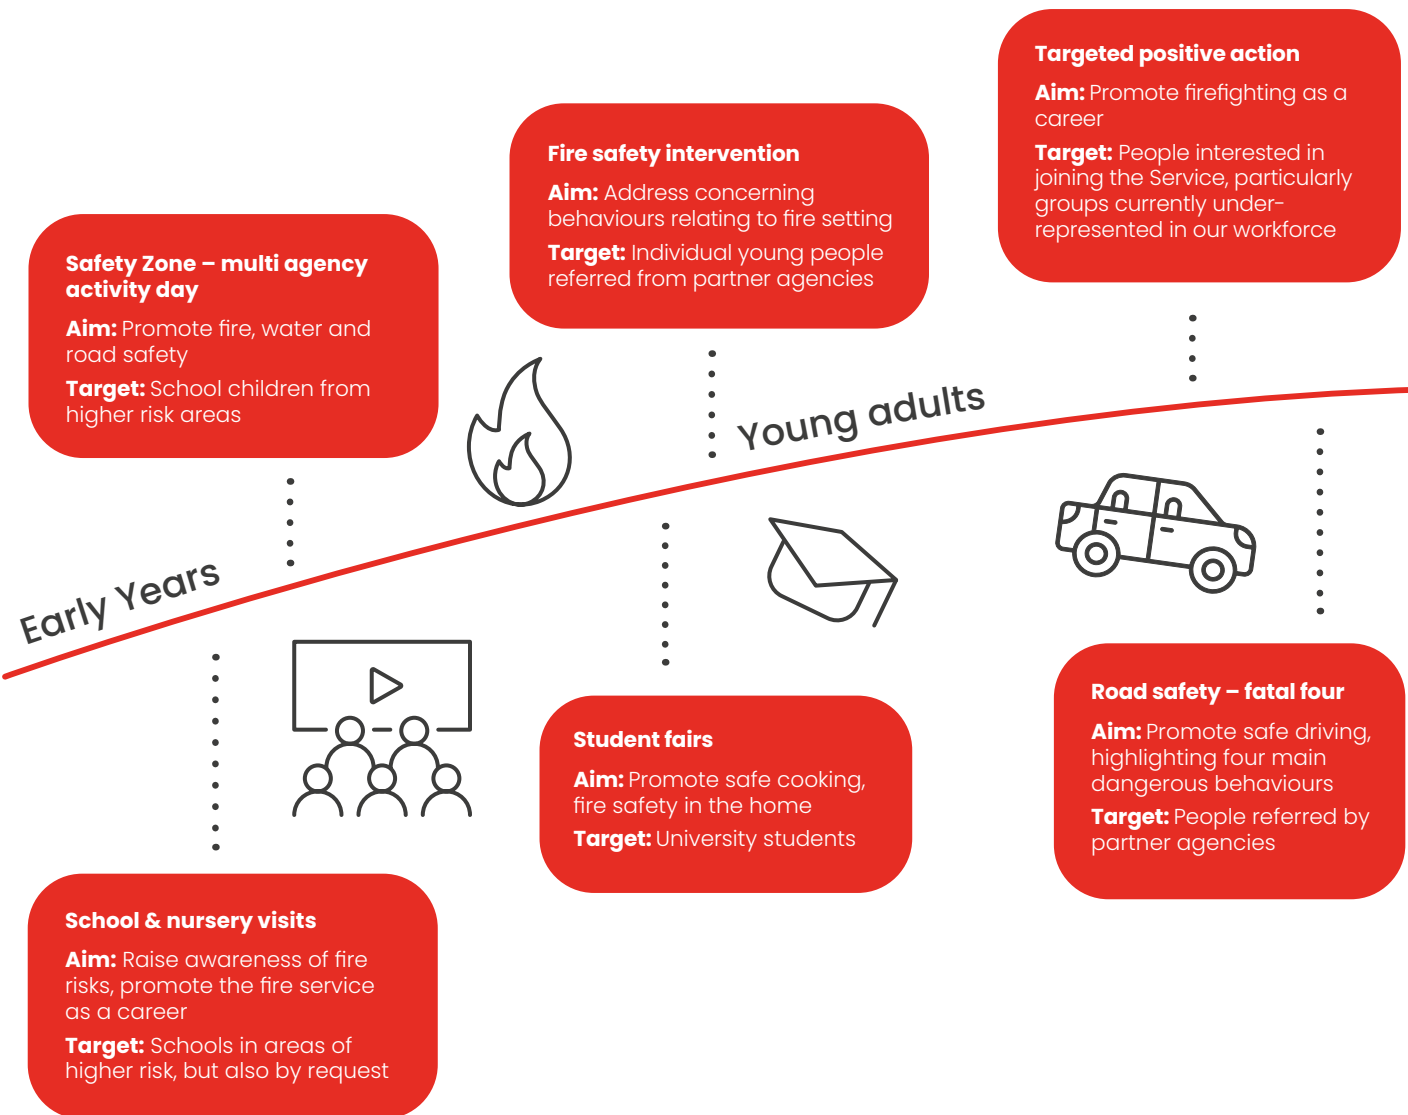 Targeted positive action
Aim: Promote firefighting as a
career
Target: People interested in
joining the Service, particularly
groups currently under-
represented in our workforce
Fire safety intervention
Aim: Address concerning
behaviours relating to fire setting
Target: Individual young people
referred from partner agencies
Safety Zone – multi agency
activity day
Aim: Promote fire, water and
road safety
Target: School children from
higher risk areas
Young adults
Early Years
Road safety – fatal four
Aim: Promote safe driving,
highlighting four main
dangerous behaviours
Target: People referred by
partner agencies
Student fairs
Aim: Promote safe cooking,
fire safety in the home
Target: University students
School & nursery visits
Aim: Raise awareness of fire
risks, promote the fire service
as a career
Target: Schools in areas of
higher risk, but also by request